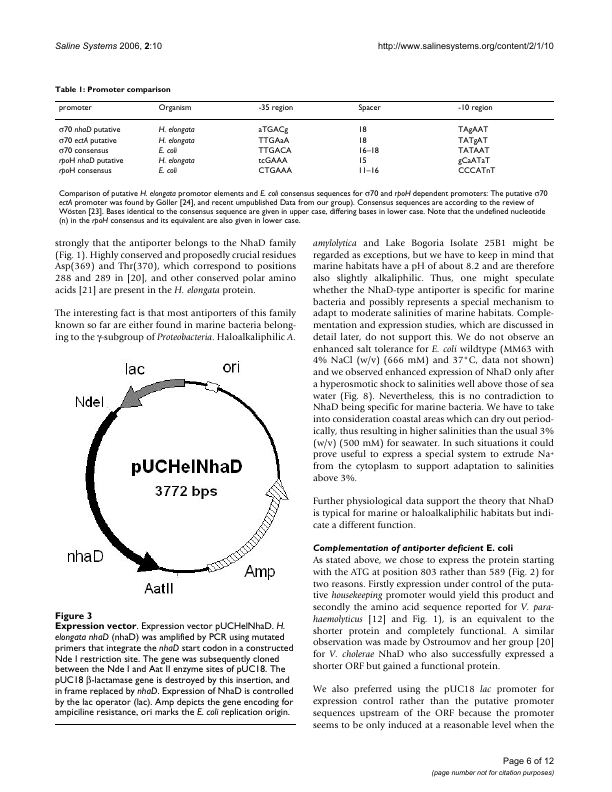 Saline Systems 2006, 2:10
http://www.salinesystems.org/content/2/1/10
Table 1: Promoter comparison
promoter Organism -35 region Spacer -10 region
σ70 nhaD putative H. elongata aTGACg 18 TAgAAT
σ70 ectA putative H. elongata TTGAaA 18 TATgAT
σ70 consensus E. coli TTGACA 16–18 TATAAT
rpoH nhaD putative H. elongata tcGAAA 15 gCaATaT
rpoH consensus E. coli CTGAAA 11–16 CCCATnT
Comparison of putative H. elongata promotor elements and E. coli consensus sequences for σ70 and rpoH dependent promoters: The putative σ70
ectA promoter was found by Goller [24], and recent unpublished Data from our group). Consensus sequences are according to the review of
Wösten [23]. Bases identical to the consensus sequence are given in upper case, differing bases in lower case. Note that the undefined nucleotide
(n) in the rpoH consensus and its equivalent are also given in lower case.
strongly that the antiporter belongs to the NhaD family
(Fig. 1). Highly conserved and proposedly crucial residues
Asp(369) and Thr(370), which correspond to positions
288 and 289 in [20], and other conserved polar amino
acids [21] are present in the H. elongata protein.
The interesting fact is that most antiporters of this family
known so far are either found in marine bacteria belong-
ing to the γ-subgroup of Proteobacteria. Haloalkaliphilic A.
lac
ori
NdeI
pUCHelNhaD
3772 bps
nhaD
Amp
AatII
Figure 3
Expression vector. Expression vector pUCHelNhaD. H.
elongata nhaD (nhaD) was amplified by PCR using mutated
primers that integrate the nhaD start codon in a constructed
Nde I restriction site. The gene was subsequently cloned
between the Nde I and Aat II enzyme sites of pUC18. The
pUC18 β-lactamase gene is destroyed by this insertion, and
in frame replaced by nhaD. Expression of NhaD is controlled
by the lac operator (lac). Amp depicts the gene encoding for
ampiciline resistance, ori marks the E. coli replication origin.
amylolytica and Lake Bogoria Isolate 25B1 might be
regarded as exceptions, but we have to keep in mind that
marine habitats have a pH of about 8.2 and are therefore
also slightly alkaliphilic. Thus, one might speculate
whether the NhaD-type antiporter is specific for marine
bacteria and possibly represents a special mechanism to
adapt to moderate salinities of marine habitats. Comple-
mentation and expression studies, which are discussed in
detail later, do not support this. We do not observe an
enhanced salt tolerance for E. coli wildtype (MM63 with
4% NaCl (w/v) (666 mM) and 37°C, data not shown)
and we observed enhanced expression of NhaD only after
a hyperosmotic shock to salinities well above those of sea
water (Fig. 8). Nevertheless, this is no contradiction to
NhaD being specific for marine bacteria. We have to take
into consideration coastal areas which can dry out period-
ically, thus resulting in higher salinities than the usual 3%
(w/v) (500 mM) for seawater. In such situations it could
prove useful to express a special system to extrude Na+
from the cytoplasm to support adaptation to salinities
above 3%.
Further physiological data support the theory that NhaD
is typical for marine or haloalkaliphilic habitats but indi-
cate a different function.
Complementation of antiporter deficient E. coli
As stated above, we chose to express the protein starting
with the ATG at position 803 rather than 589 (Fig. 2) for
two reasons. Firstly expression under control of the puta-
tive housekeeping promoter would yield this product and
secondly the amino acid sequence reported for V. para-
haemolyticus [12] and Fig. 1), is an equivalent to the
shorter protein and completely functional. A similar
observation was made by Ostroumov and her group [20]
for V. cholerae NhaD who also successfully expressed a
shorter ORF but gained a functional protein.
We also preferred using the pUC18 lac promoter for
expression control rather than the putative promoter
sequences upstream of the ORF because the promoter
seems to be only induced at a reasonable level when the
Page 6 of 12
(page number not for citation purposes)